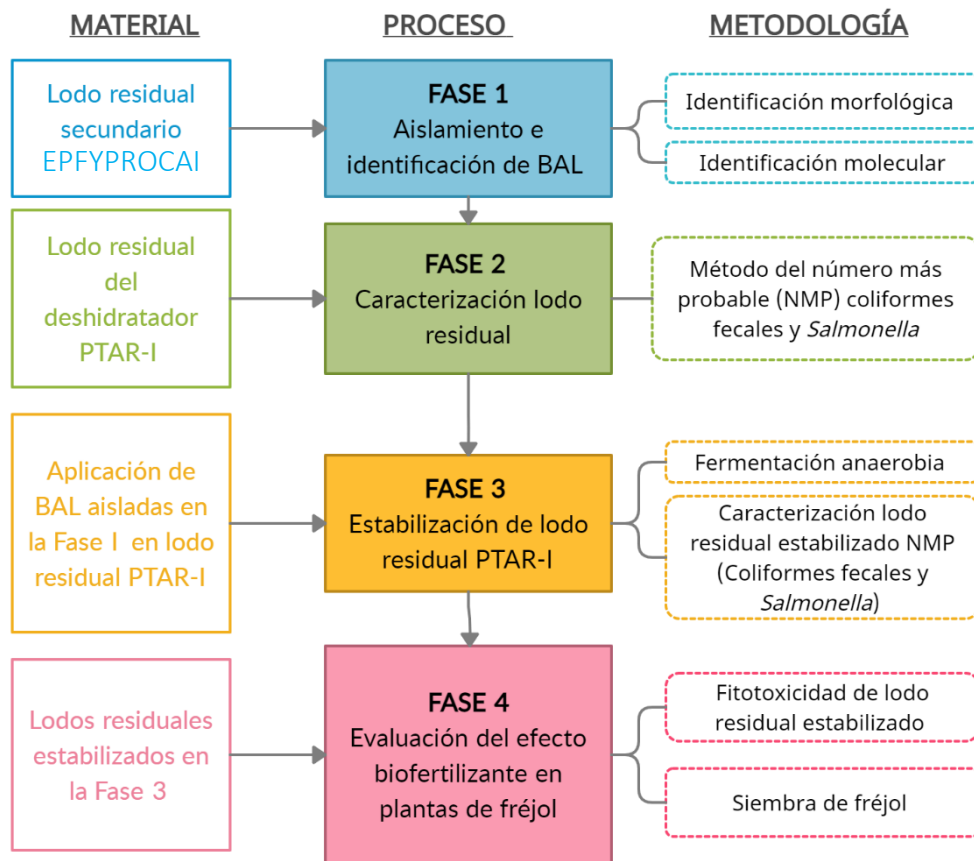 MATERIAL
PROCESO
METODOLOGÍA
Lodo residual
secundario
EPFYPROCAI
FASE 1
Aislamiento e
identificación de BAL
Identificación morfológica
Identificación molecular
Lodo residual
del
deshidratador
PTAR-I
FASE 2
Caracterización lodo
residual
Método del número más
probable (NMP) coliformes
fecales y Salmonella
Aplicación de
BAL aisladas en
la Fase I en lodo
residual PTAR-I
FASE 3
Estabilización de lodo
residual PTAR-I
Fermentación anaerobia
Caracterización lodo
residual estabilizado NMP
(Coliformes fecales y
Salmonella)
Lodos residuales
estabilizados en
la Fase 3
FASE 4
Evaluación del efecto
biofertilizante en
plantas de fréjol
Fitotoxicidad de lodo
residual estabilizado
Siembra de fréjol